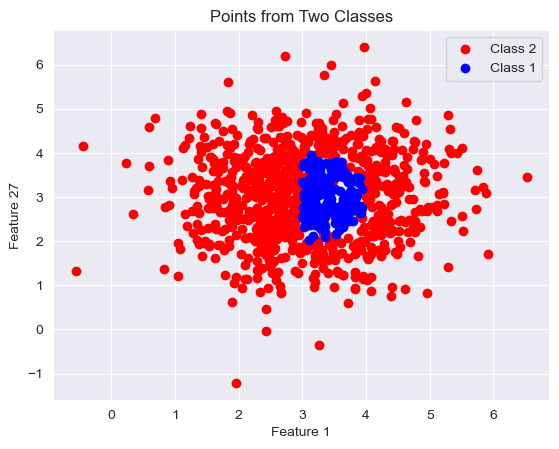 Points from Two Classes
Class 2
Class 1
6
5
4
3
2
1
0
−1
Feature 27
0 1 2 3 4 5 6
Feature 1